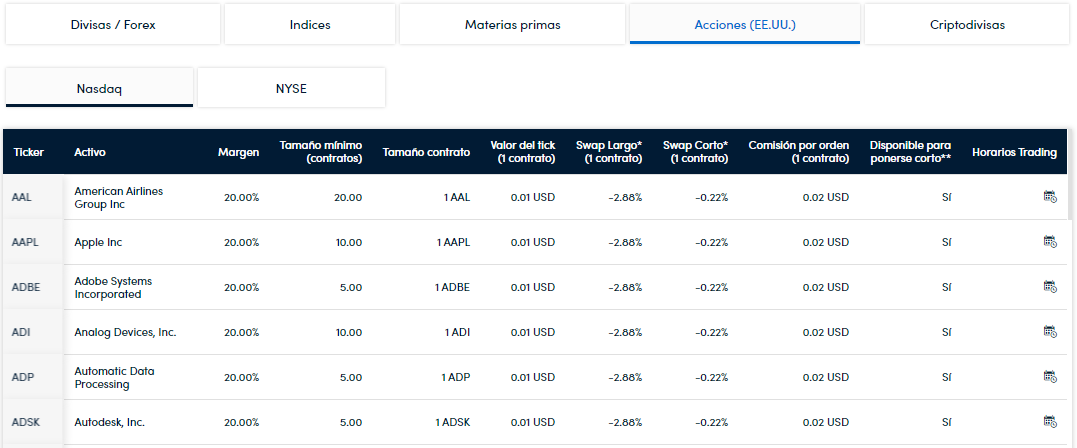 Divisas / Forex
Indices
Materias primas
Acciones (EE.UU.)
Criptodivisas
Nasdaq
NYSE
Ticker Activo Margen Tamaño mínimo (contratos) Tamaño contrato Valor del tick (1 contrato) Swap Largo* (1 contrato) Swap Corto* (1 contrato) Comisión por orden (1 contrato) Disponible para ponerse corto** Horarios Trading
AAL American Airlines Group Inc 20.00% 20.00 1 AAL 0.01 USD -2.88% -0.22% 0.02 USD Sí
AAPL Apple Inc 20.00% 10.00 1 AAPL 0.01 USD -2.88% -0.22% 0.02 USD Sí
ADBE Adobe Systems Incorporated 20.00% 5.00 1 ADBE 0.01 USD -2.88% -0.22% 0.02 USD Sí
ADI Analog Devices, Inc. 20.00% 10.00 1 ADI 0.01 USD -2.88% -0.22% 0.02 USD Sí
ADP Automatic Data Processing 20.00% 5.00 1 ADP 0.01 USD -2.88% -0.22% 0.02 USD Sí
ADSK Autodesk, Inc. 20.00% 5.00 1 ADSK 0.01 USD -2.88% -0.22% 0.02 USD Sí